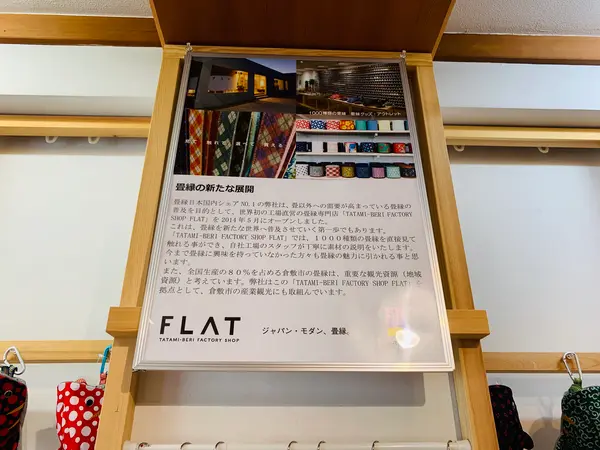 1000種類の畳縁 畳縁グッズ・アウトレット
畳縁の新たな展開
畳縁日本国内シェアNO.1の弊社は、畳以外への需要が高まっている畳縁の
普及を目的として、世界初の工場直営の畳縁専門店「TATAMI-BERI FACTORY
SHOP FLAT」を2014年5月にオープンしました。
これは、畳縁を新たな世界へ普及させていく第一歩でもあります。
「TATAMI-BERI FACTORY SHOP FLAT」では、1000種類の畳縁を直接見て
触れる事ができ、自社工場のスタッフが丁寧に素材の説明をいたします。
今まで畳縁に興味を持っていなかった方々も畳縁の魅力に引かれる事と思
います。
また、全国生産の80%を占める倉敷市の畳縁は、重要な観光資源(地域
資源)と考えています。弊社はこの「TATAMI-BERI FACTORY SHOP FLAT」を
拠点として、倉敷市の産業観光にも取組んでいます。
FLAT
TATAMI-BERI FACTORY SHOP
ジャパン・モダン、畳縁。